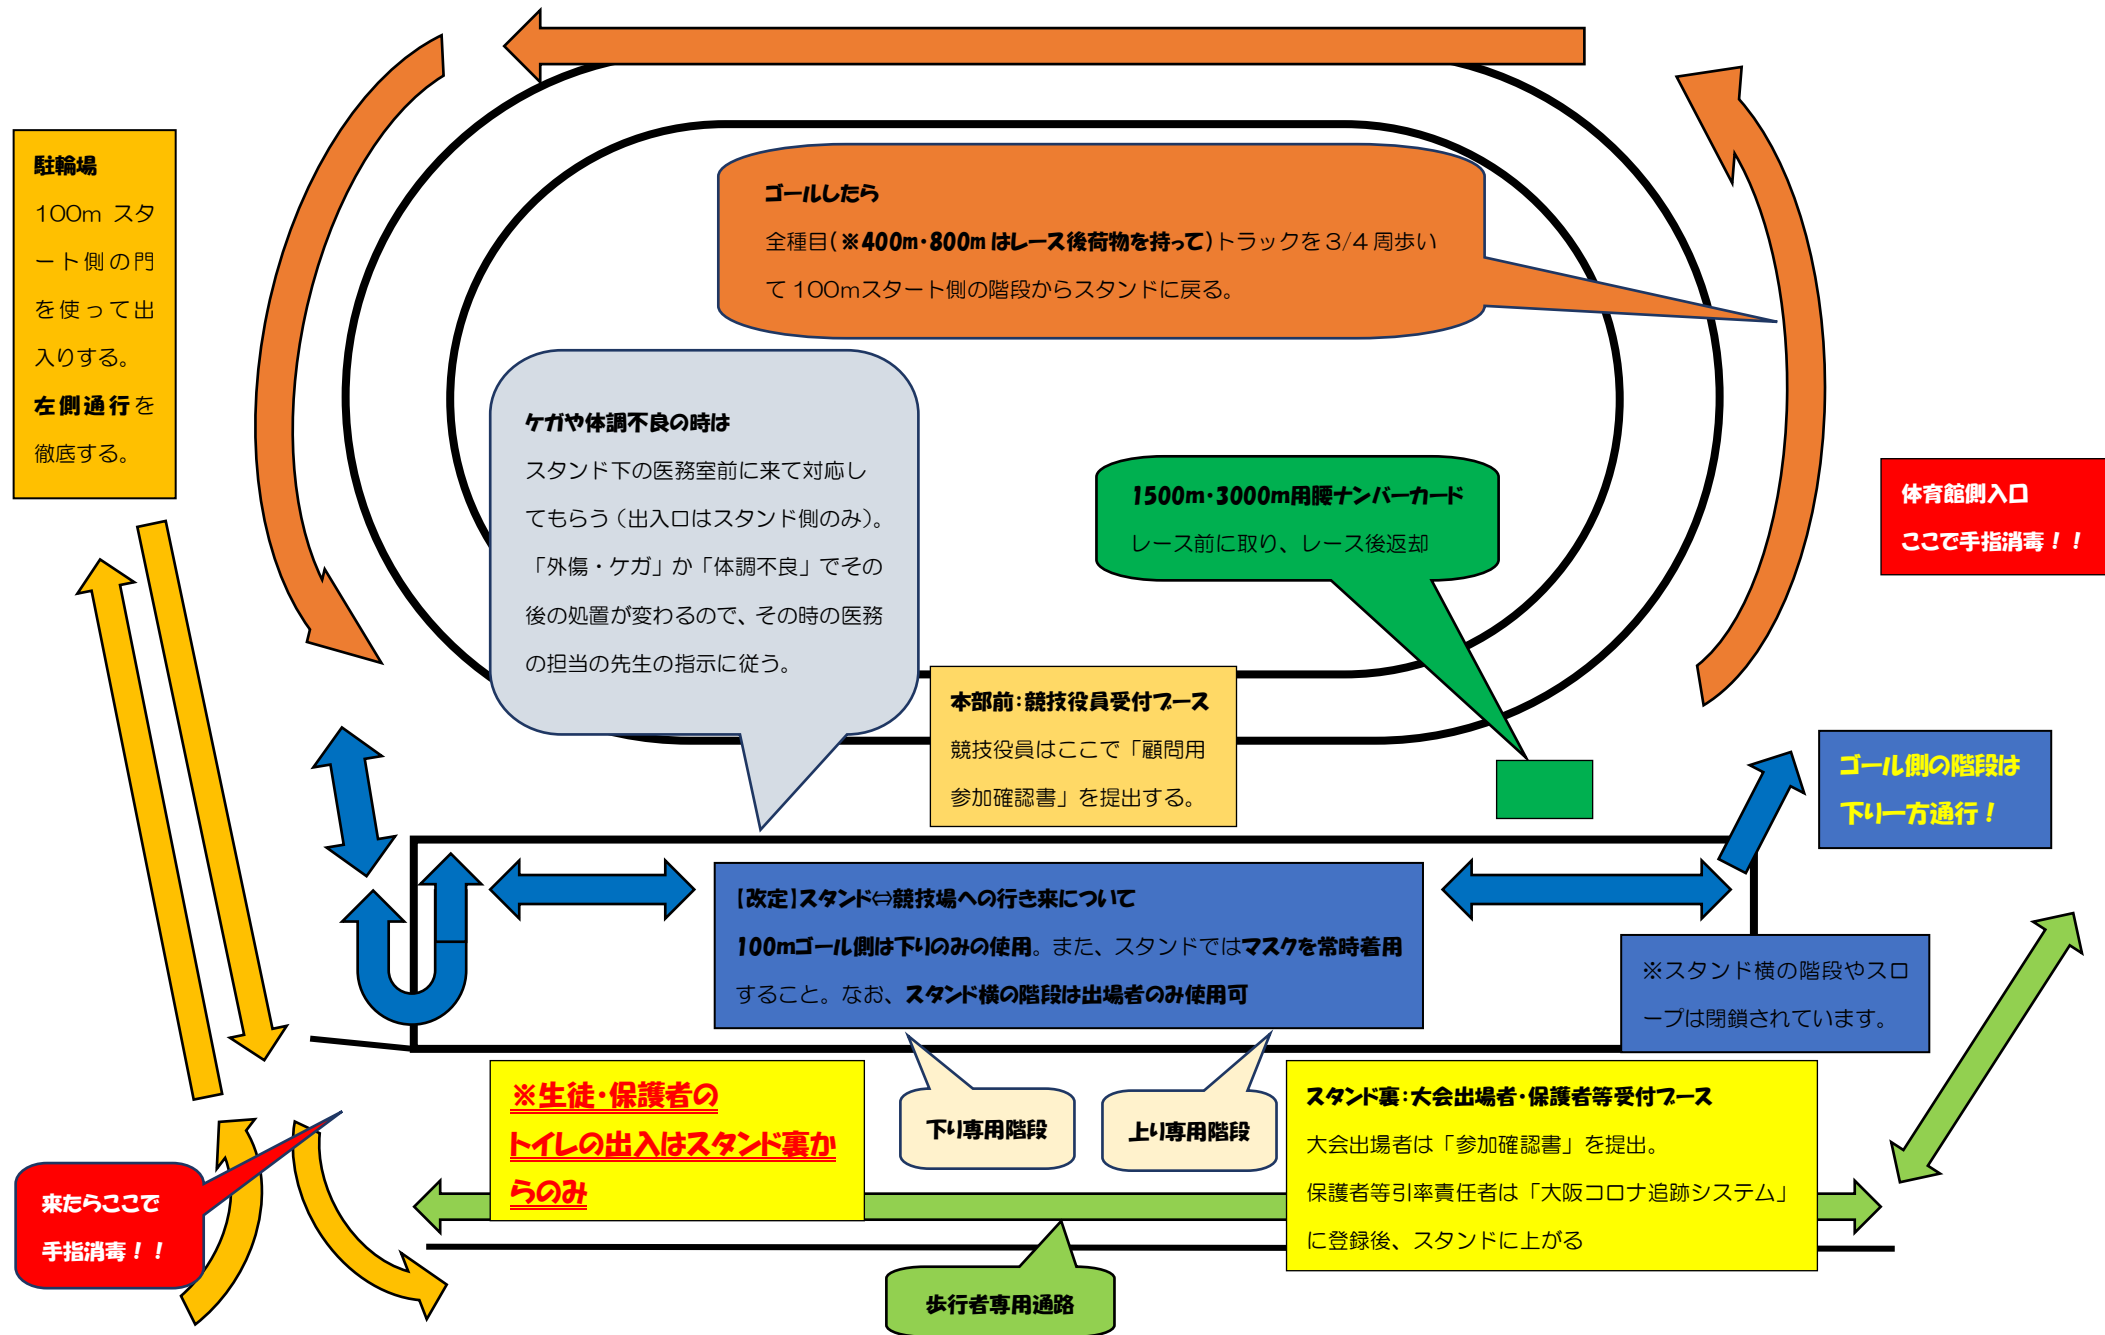 駐輪場
100m スタ
ート側の門
を使って出
入りする。
左側通行を
徹底する。
ゴールしたら
全種目(※400m・800m はレース後荷物を持って)トラックを3/4 周歩い
て 100mスタート側の階段からスタンドに戻る。
ケガや体調不良の時は
スタンド下の医務室前に来て対応し
てもらう（出入口はスタンド側のみ）。
「外傷・ケガ」か「体調不良」でその
後の処置が変わるので、その時の医務
の担当の先生の指示に従う。
1500m・3000m用腰ナンバーカード
レース前に取り、レース後返却
体育館側入口
ここで手指消毒！！
本部前：競技役員受付ブース
競技役員はここで「顧問用
参加確認書」を提出する。
ゴール側の階段は
下り一方通行！
【改定】スタンド⇔競技場への行き来について
100mゴール側は下りのみの使用。また、スタンドではマスクを常時着用
すること。なお、スタンド横の階段は出場者のみ使用可
※スタンド横の階段やスロ
ープは閉鎖されています。
※生徒・保護者の
トイレの出入はスタンド裏か
らのみ
下り専用階段
上り専用階段
スタンド裏：大会出場者・保護者等受付ブース
大会出場者は「参加確認書」を提出。
保護者等引率責任者は「大阪コロナ追跡システム」
に登録後、スタンドに上がる
来たらここで
手指消毒！！
歩行者専用通路